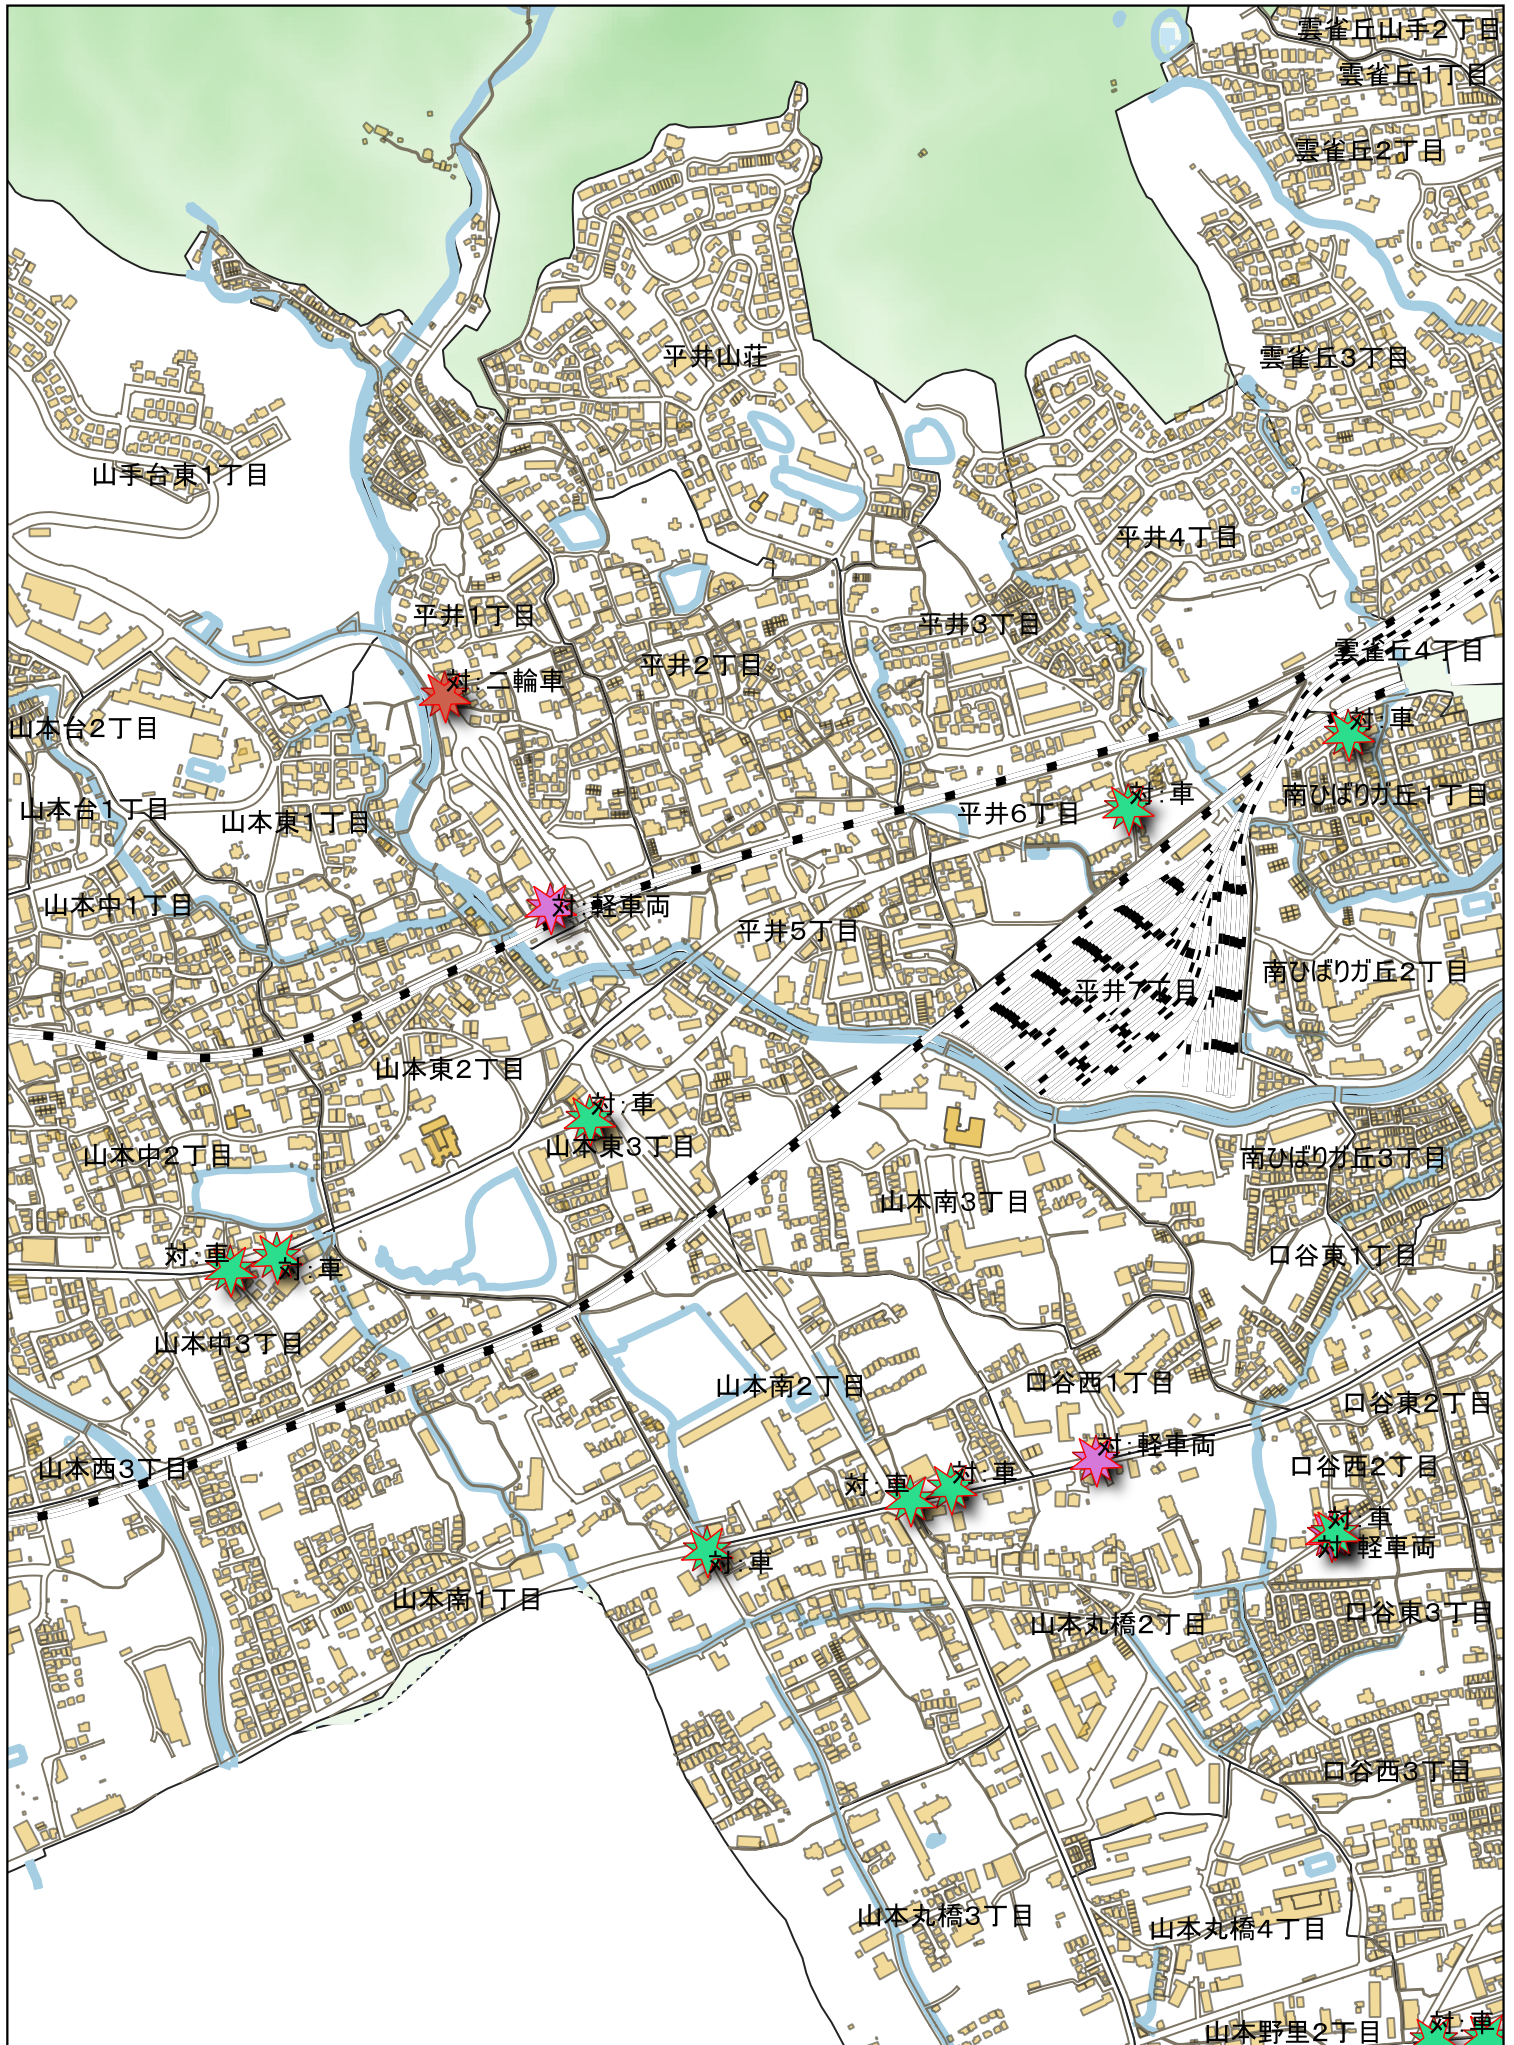 雲雀丘山手2丁目
雲雀丘1丁目
雲雀丘2丁目
平井山荘
雲雀丘3丁目
山手台東1丁目
平井4丁目
平井1丁目
平井3丁目
雲雀丘4丁目
平井2丁目
対:二輪車
対:車
山本台2丁目
対:車
南ひばりガ丘1丁目
山本台1丁目
平井6丁目
山本東1丁目
山本中1丁目
対:軽車両
平井5丁目
南ひばりガ丘2丁目
平井7丁目
山本東2丁目
対:車
山本東3丁目
山本中2丁目
南ひばりガ丘3丁目
山本南3丁目
対:車
対:車
口谷東1丁目
山本中3丁目
山本南2丁目
口谷西1丁目
口谷東2丁目
対:軽車両
山本西3丁目
口谷西2丁目
対:車
対:車
対:車
対:軽車両
対:車
山本南1丁目
口谷東3丁目
山本丸橋2丁目
口谷西3丁目
山本丸橋3丁目
山本丸橋4丁目
山本野里2丁目
対:車